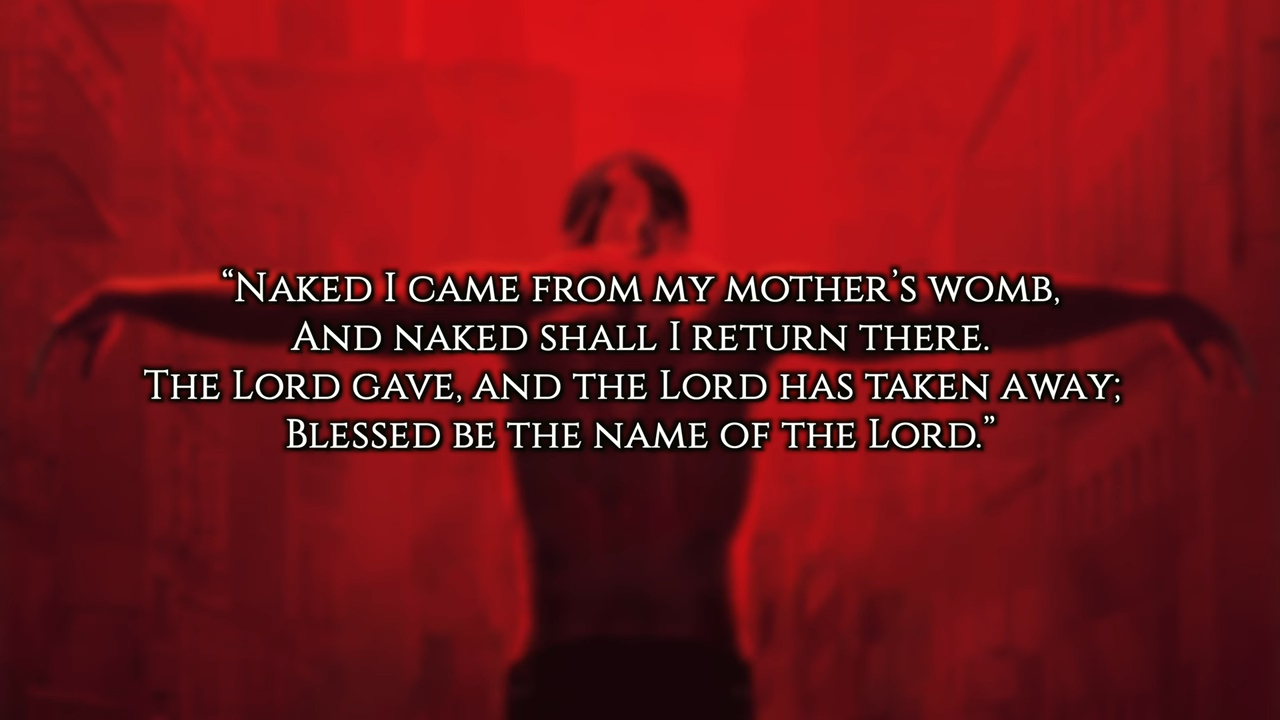 “Naked I came from my mother’s womb,
And naked shall I return there.
The Lord gave, and the Lord has taken away;
Blessed be the name of the Lord.”